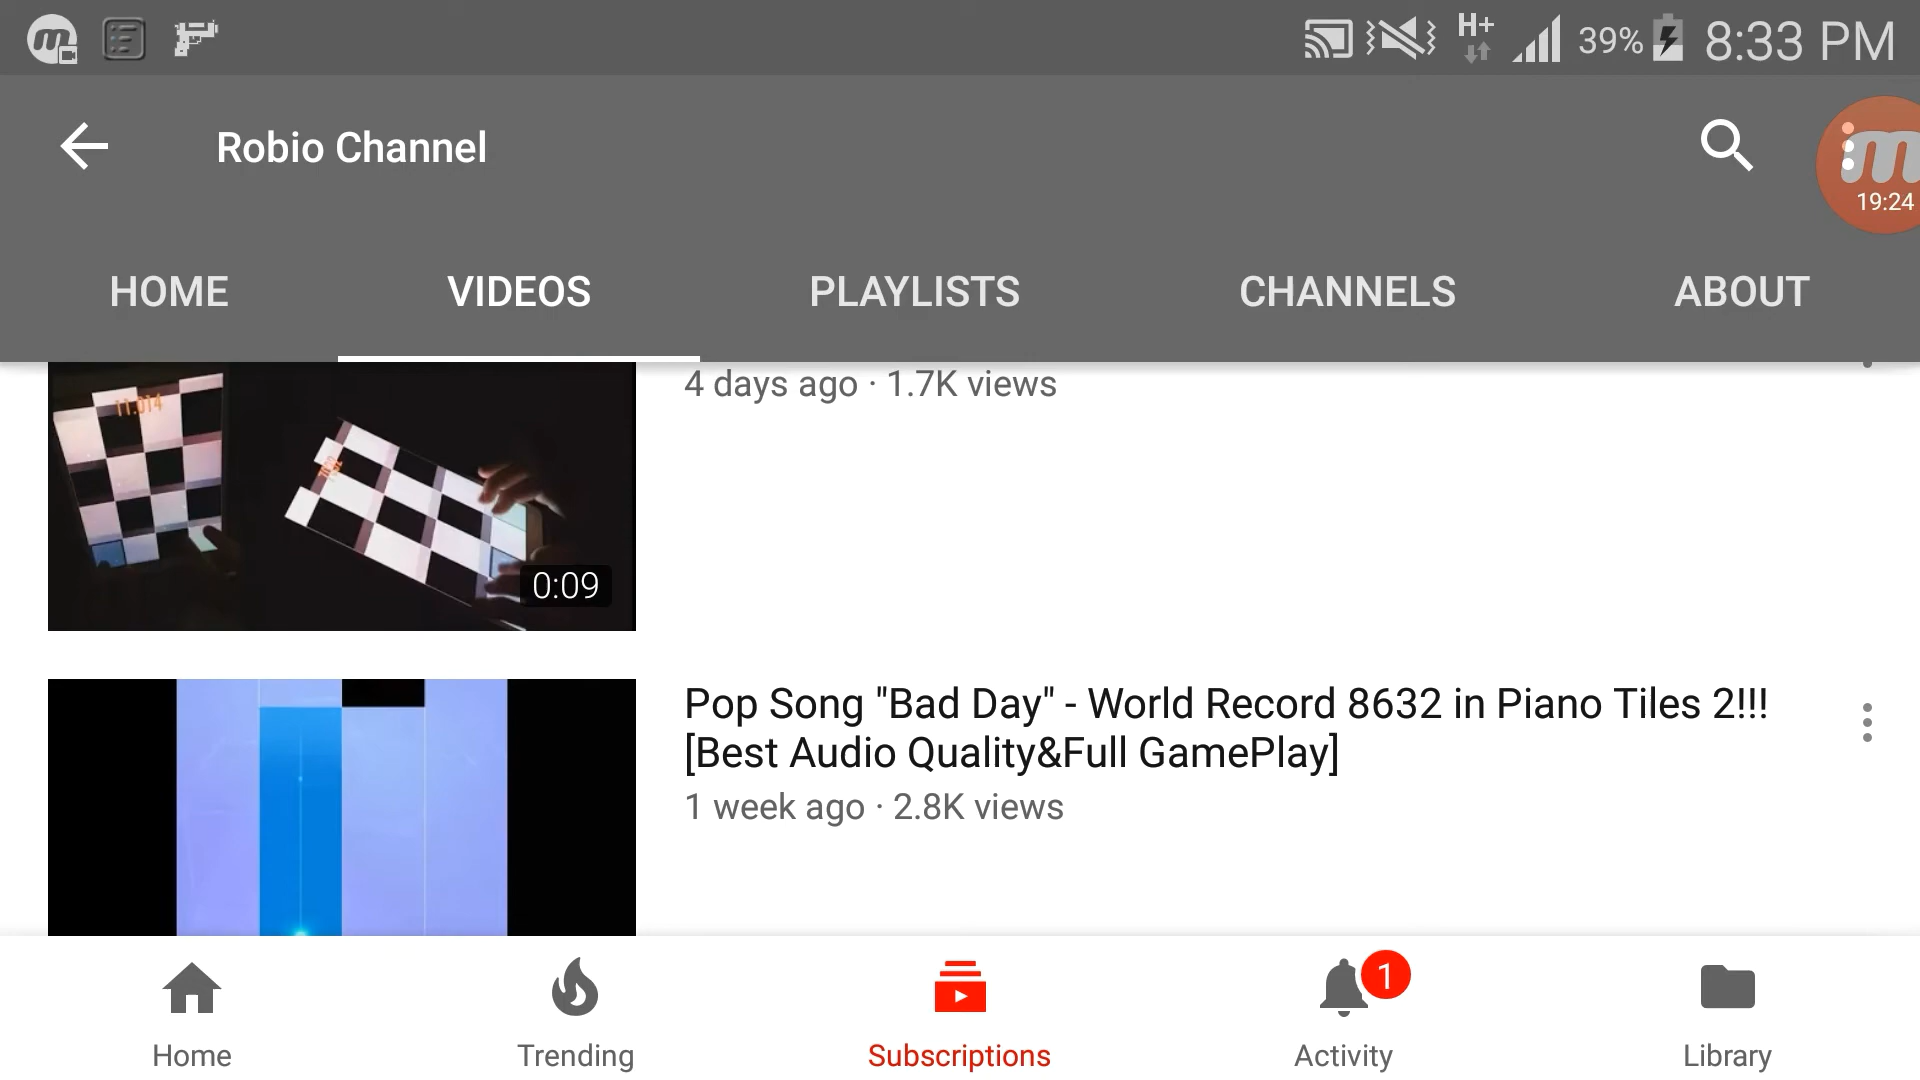 39% 8:33 PM
Robio Channel
19:24
HOME VIDEOS PLAYLISTS CHANNELS ABOUT
4 days ago · 1.7K views
11.014
0:09
Pop Song "Bad Day" - World Record 8632 in Piano Tiles 2!!!
[Best Audio Quality&Full GamePlay]
1 week ago · 2.8K views
1
Home Trending Subscriptions Activity Library